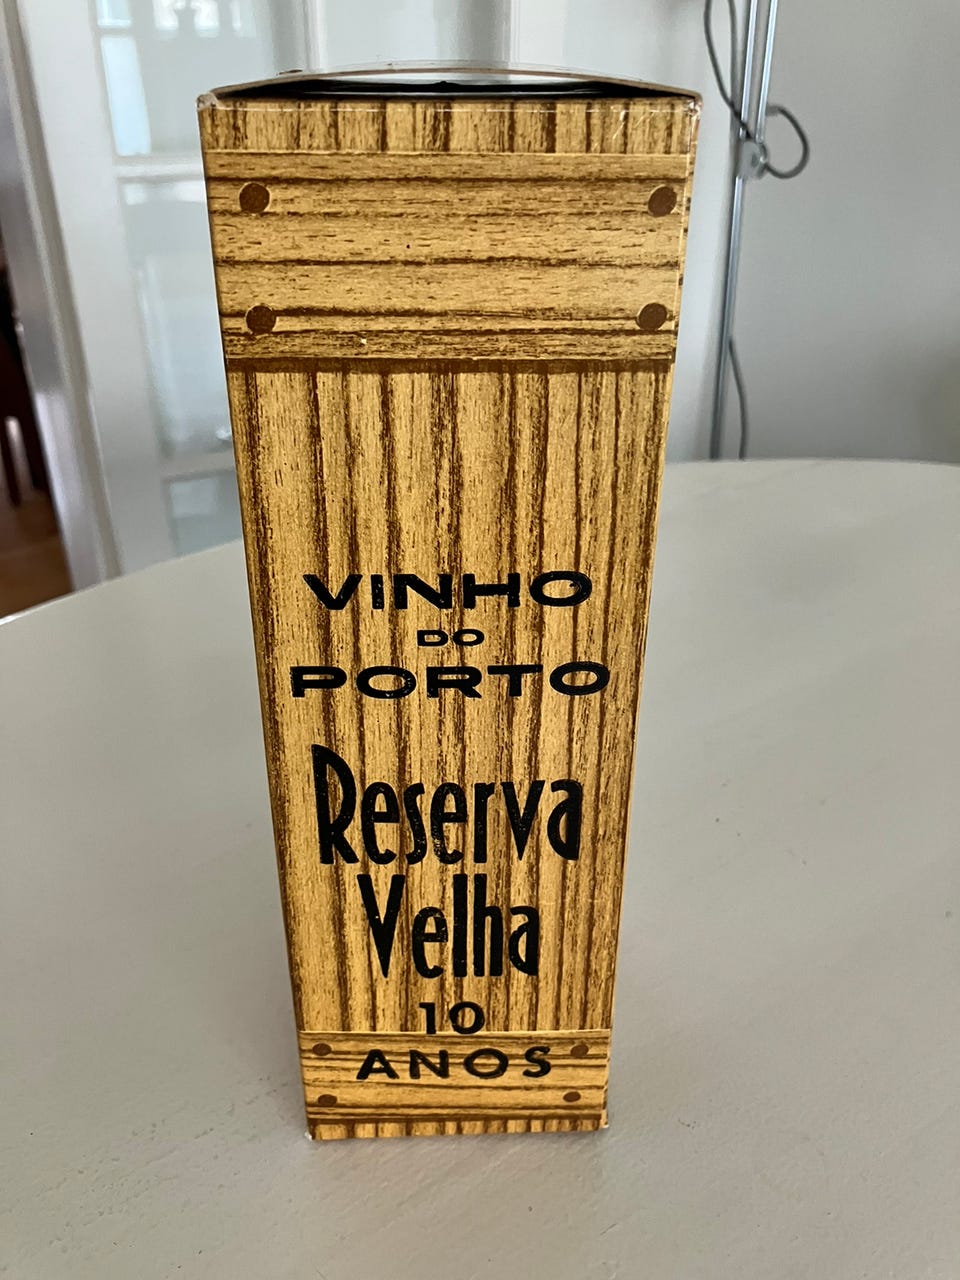 VINHO
DO
PORTO
Reserva
Velha
10
ANOS